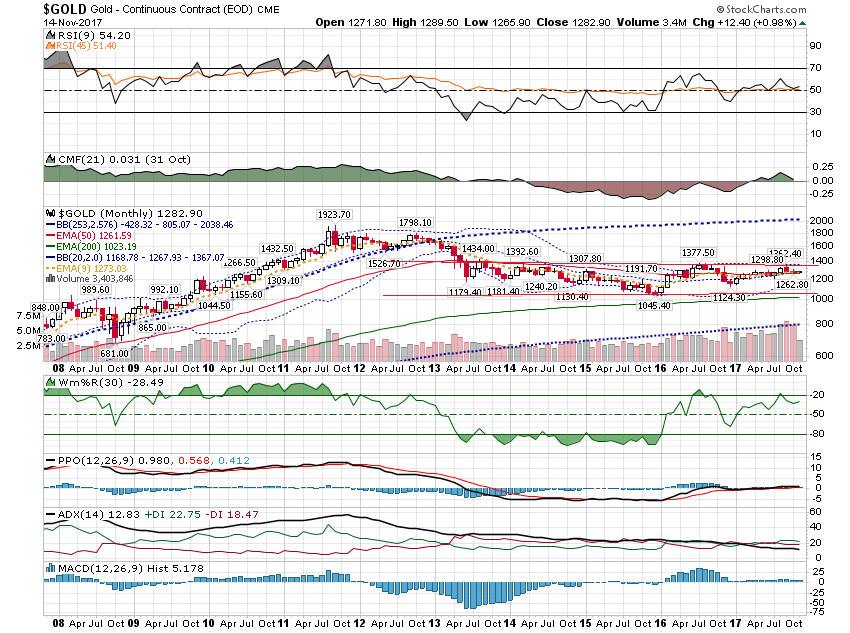 $GOLD Gold - Continuous Contract (EOD) CME
© StockCharts.com
14-Nov-2017
Open 1271.80 High 1289.50 Low 1265.90 Close 1282.90 Volume 3.4M Chg +12.40 (+0.98%)
RSI(9) 54.20
RSI(45) 51.40
90
70
50
30
10
CMF(21) 0.031 (31 Oct)
0.25
0.00
-0.25
$GOLD (Monthly) 1282.90
BB(253,2.576) -428.32 - 805.07 - 2038.46
EMA(50) 1261.59
EMA(200) 1023.19
BB(20,2.0) 1168.78 - 1267.93 - 1367.07
EMA(9) 1273.03
Volume 3,403,846
1923.70
1798.10
1432.50
1434.00
1392.60
1377.50
1362.40
1266.50
1526.70
1307.80
1298.80
1309.10
1191.70
989.60
992.10
1155.60
1179.40
1181.40
1240.20
1262.80
848.00
1044.50
1130.40
1124.30
1045.40
865.00
783.00
681.00
2000
1800
1600
1400
1200
1000
800
600
7.5M
5.0M
2.5M
08 Apr Jul Oct 09 Apr Jul Oct 10 Apr Jul Oct 11 Apr Jul Oct 12 Apr Jul Oct 13 Apr Jul Oct 14 Apr Jul Oct 15 Apr Jul Oct 16 Apr Jul Oct 17 Apr Jul Oct
Wm%R(30) -28.49
-20
-50
-80
PPO(12,26,9) 0.980, 0.568, 0.412
15
10
5
0
-5
ADX(14) 12.83 +DI 22.75 -DI 18.47
60
40
20
0
MACD(12,26,9) Hist 5.178
25
0
-25
-50
-75
08 Apr Jul Oct 09 Apr Jul Oct 10 Apr Jul Oct 11 Apr Jul Oct 12 Apr Jul Oct 13 Apr Jul Oct 14 Apr Jul Oct 15 Apr Jul Oct 16 Apr Jul Oct 17 Apr Jul Oct